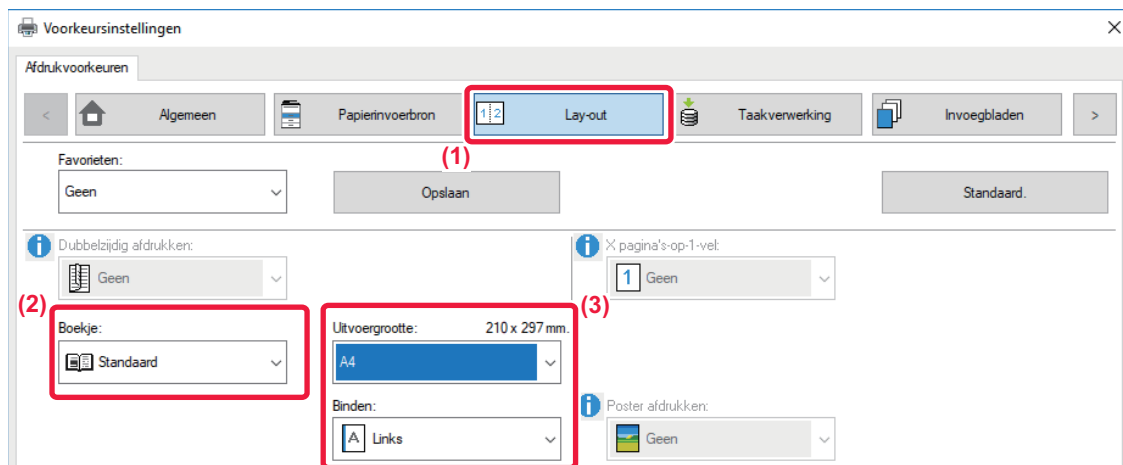 Voorkeursinstellingen
Afdrukvoorkeuren
< Algemeen Papierinvoerbron 1 2 Lay-out Taakverwerking Invoegbladen >
(1)
Favorieten:
Geen Opslaan Standaard.
Dubbelzijdig afdrukken: X pagina's-op-1-vel:
Geen 1 Geen
(2) (3)
Boekje: Uitvoergrootte: 210 x 297 mm.
Standaard A4
Binden: Poster afdrukken:
A Links Geen